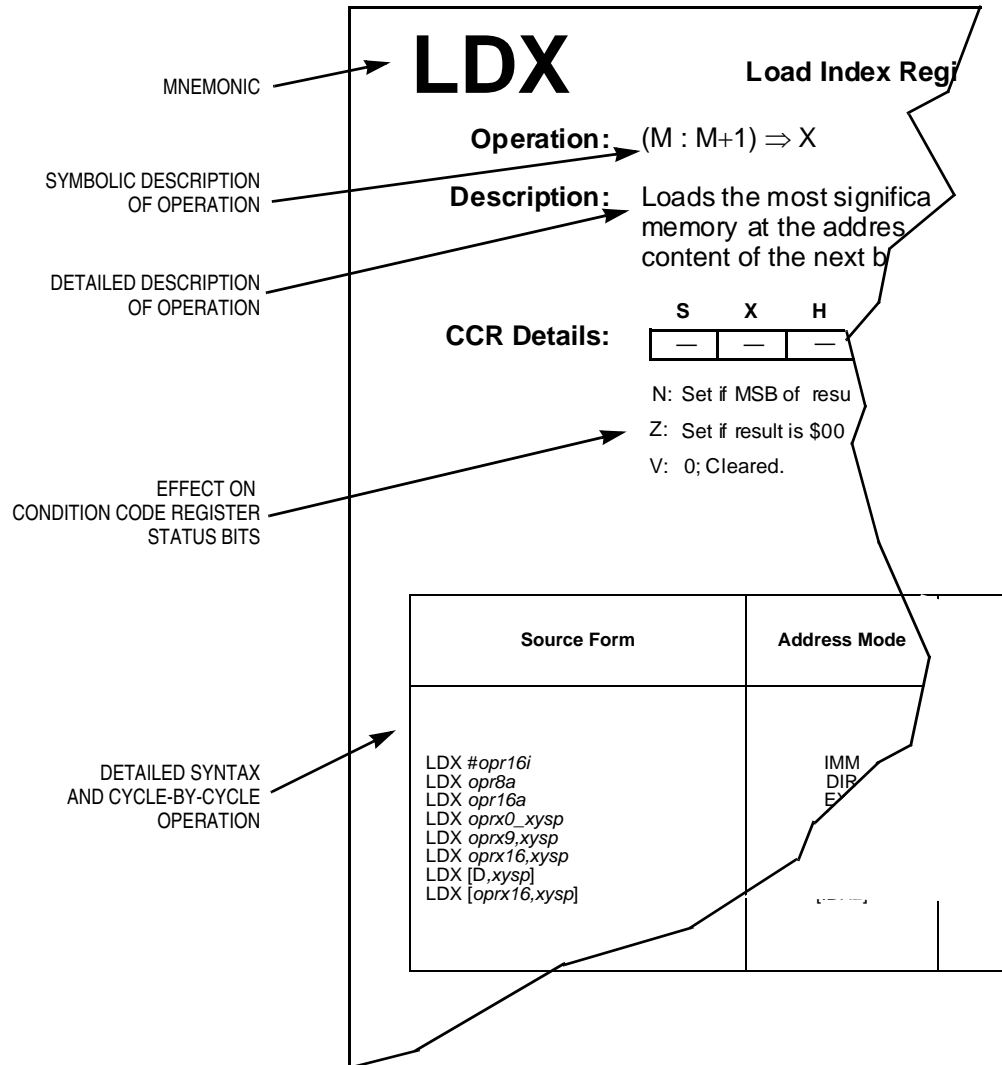 LDX
Load Index Regi
MNEMONIC
Operation: (M : M+1) ⇒ X
SYMBOLIC DESCRIPTION
OF OPERATION
Description: Loads the most significa
memory at the addres
content of the next b
DETAILED DESCRIPTION
OF OPERATION
S X H
CCR Details: — — —
N: Set if MSB of resu
Z: Set if result is $00
V: 0; Cleared.
EFFECT ON
CONDITION CODE REGISTER
STATUS BITS
Source Form Address Mode
DETAILED SYNTAX
AND CYCLE-BY-CYCLE
OPERATION
LDX #opr16i IMM
LDX opr8a DIR
LDX opr16a
LDX oprx0_xysp
LDX oprx9,xysp
LDX oprx16,xysp
LDX [D,xysp]
LDX [oprx16,xysp]